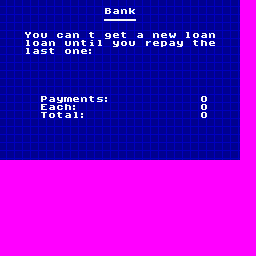 Bank
You can t get a new loan
loan until you repay the
last one:
Payments: 0
Each: 0
Total: 0